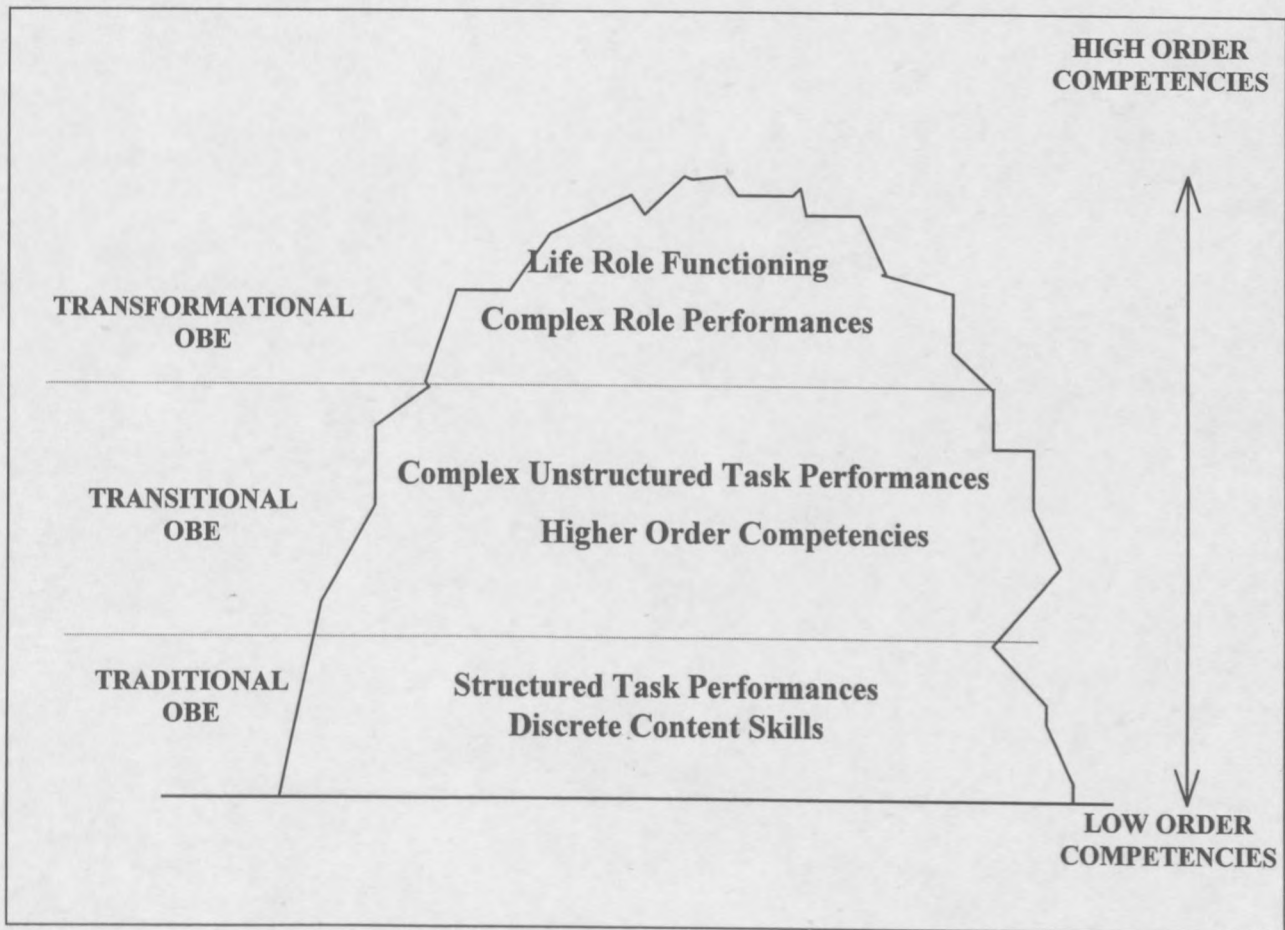 HIGH ORDER
COMPETENCIES
Life Role Functioning
TRANSFORMATIONAL
OBE
Complex Role Performances
TRANSITIONAL
OBE
Complex Unstructured Task Performances
Higher Order Competencies
TRADITIONAL
OBE
Structured Task Performances
Discrete Content Skills
LOW ORDER
COMPETENCIES